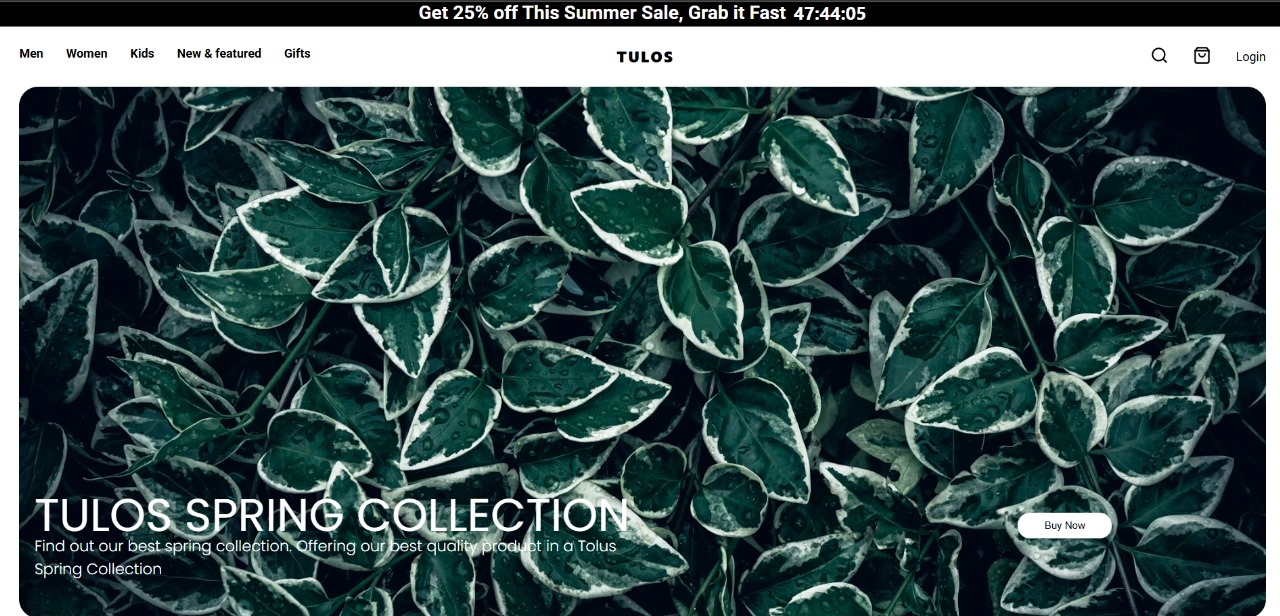 Get 25% off This Summer Sale, Grab it Fast 47:44:05
Men Women Kids New & featured Gifts TULOS Login
TULOS SPRING COLLECTION
Find out our best spring collection. Offering our best quality product in a Tolus
Spring Collection
Buy Now